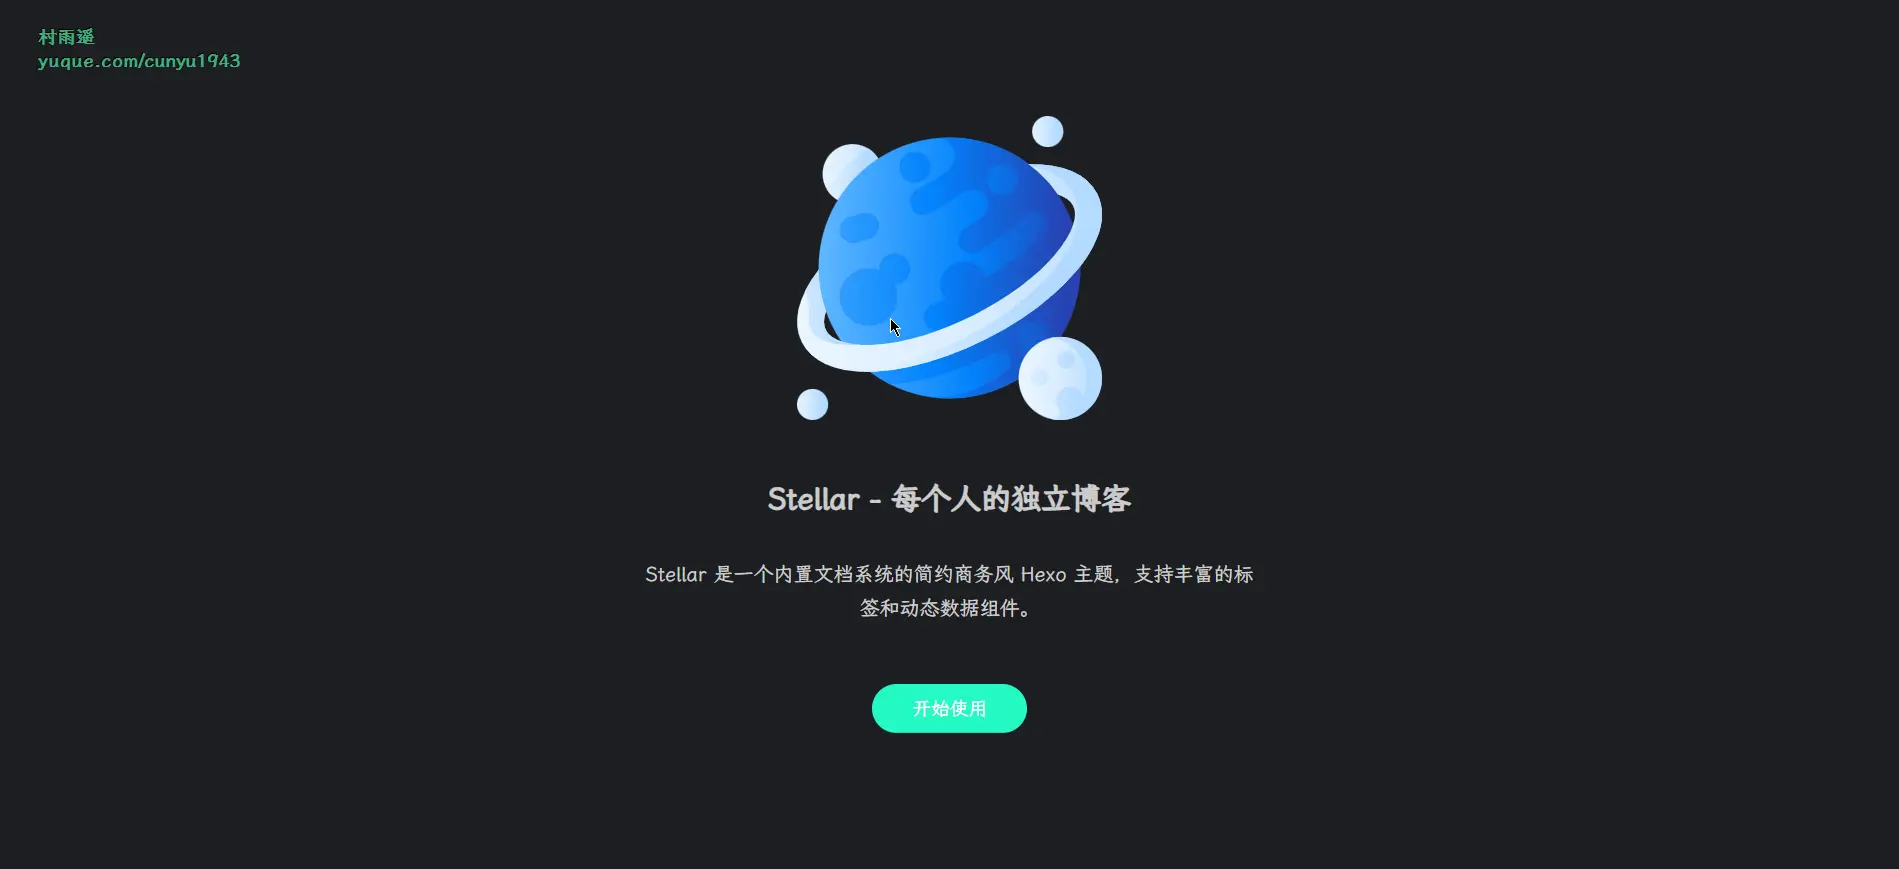 村雨遥
yuque.com/cunyu1943
Stellar - 每个人的独立博客
Stellar 是一个内置文档系统的简约商务风 Hexo 主题，支持丰富的标
签和动态数据组件。
开始使用